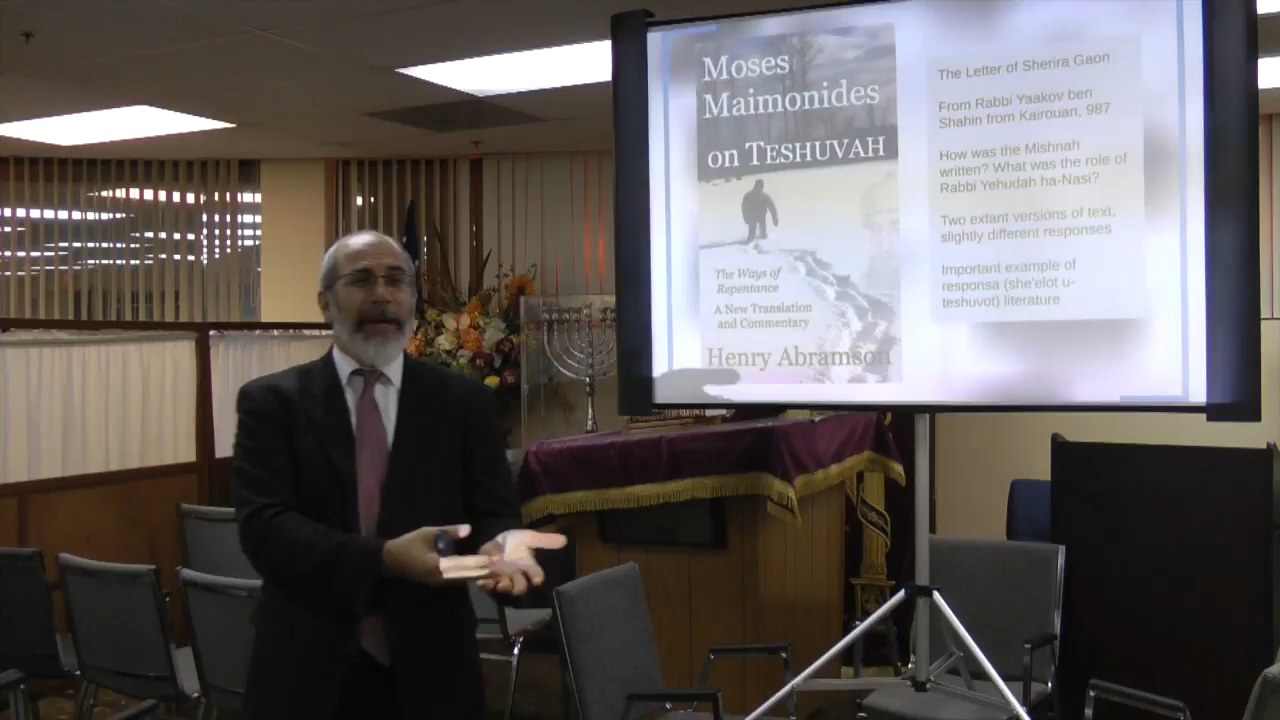 Moses
Maimonides
on TESHUVAH
The Ways of
Repentance
A New Translation
and Commentary
Henry Abramson
The Letter of Sherira Gaon
From Rabbi Yaakov ben
Shahin from Kairouan, 987
How was the Mishnah
written? What was the role of
Rabbi Yehudah ha-Nasi?
Two extant versions of text,
slightly different responses
Important example of
responsa (she'elot u-
teshuvot) literature